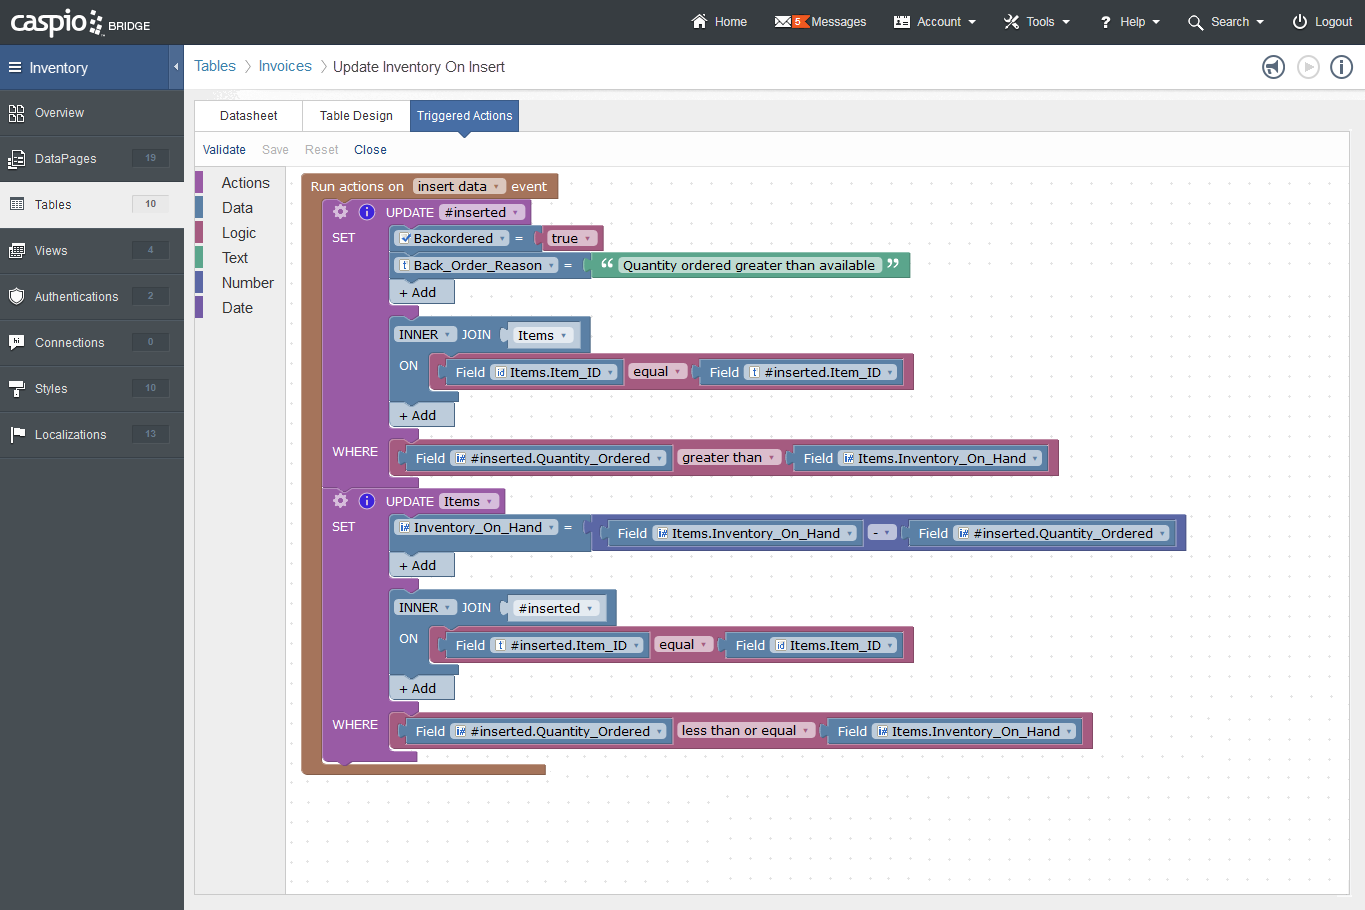 caspio BRIDGE
Home
5 Messages
Account
Tools
? Help
Search
Logout
Inventory
Tables
Invoices
Update Inventory On Insert
Overview
DataPages 19
Tables 10
Views 4
Authentications 2
Connections 0
Styles 10
Localizations 13
Datasheet
Table Design
Triggered Actions
Validate Save Reset Close
Actions
Data
Logic
Text
Number
Date
Run actions on insert data event
i UPDATE #inserted
SET Backordered = true
t Back_Order_Reason = “ Quantity ordered greater than available ”
+ Add
INNER JOIN Items
ON Field id Items.Item_ID equal Field t #inserted.Item_ID
+ Add
WHERE Field i# #inserted.Quantity_Ordered greater than Field i# Items.Inventory_On_Hand
i UPDATE Items
SET i# Inventory_On_Hand = Field i# Items.Inventory_On_Hand - Field i# #inserted.Quantity_Ordered
+ Add
INNER JOIN #inserted
ON Field t #inserted.Item_ID equal Field id Items.Item_ID
+ Add
WHERE Field i# #inserted.Quantity_Ordered less than or equal Field i# Items.Inventory_On_Hand